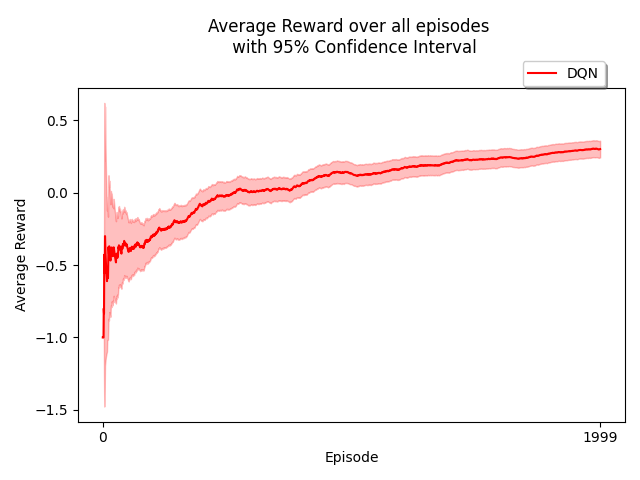 Average Reward over all episodes
with 95% Confidence Interval
DQN
0.5
0.0
−0.5
−1.0
−1.5
Average Reward
0
1999
Episode